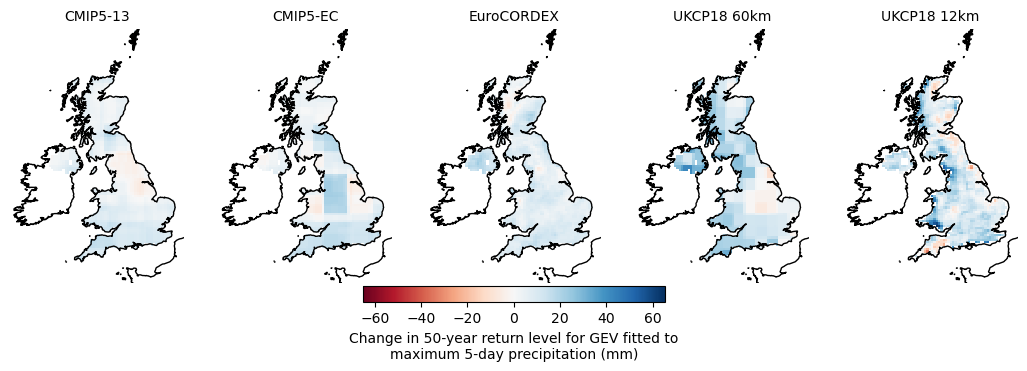 CMIP5-13
CMIP5-EC
EuroCORDEX
UKCP18 60km
UKCP18 12km
−60 −40 −20 0 20 40 60
Change in 50-year return level for GEV fitted to
maximum 5-day precipitation (mm)